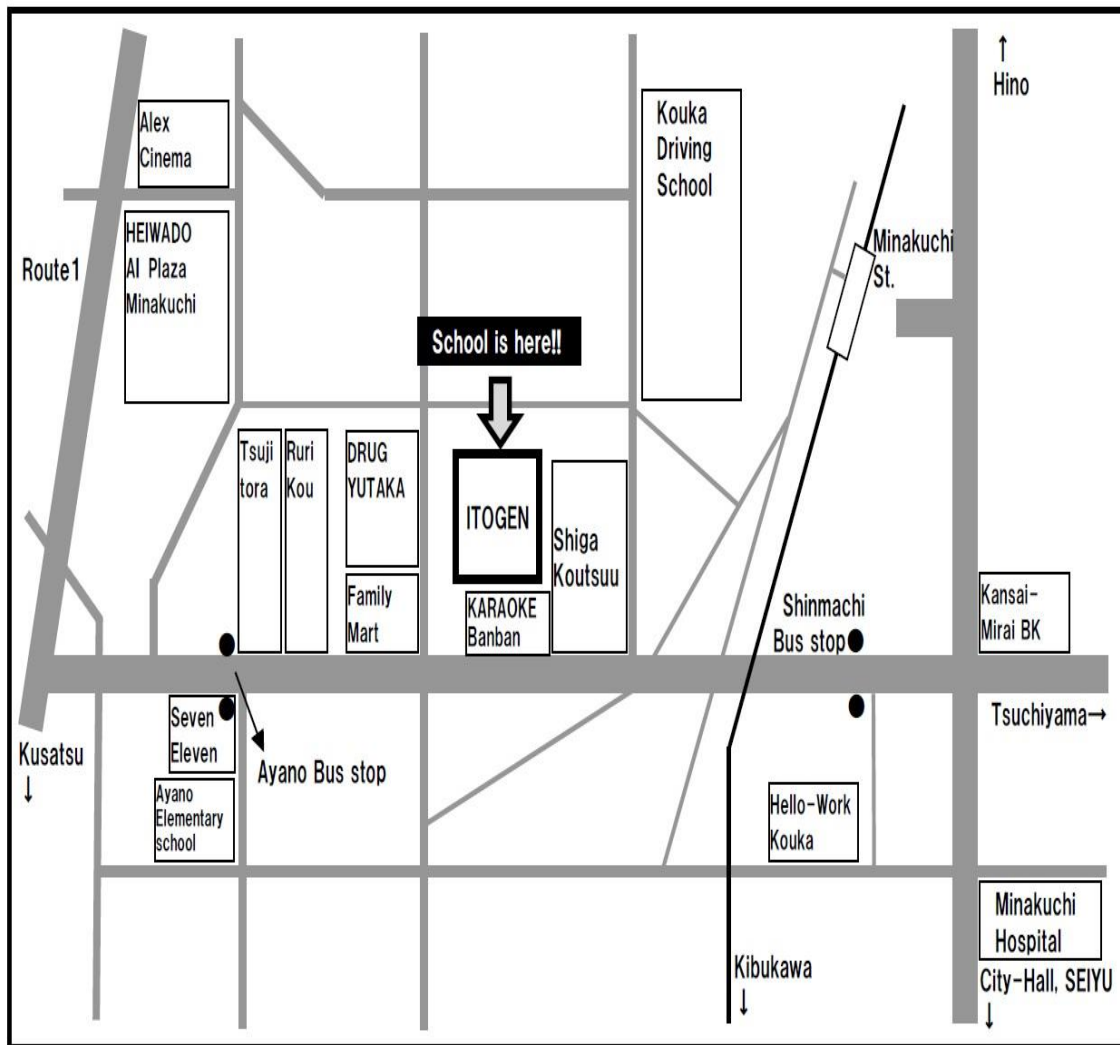 ↑
Hino
Alex
Cinema
Kouka
Driving
School
HEIWADO
AI Plaza
Minakuchi
Route1
Minakuchi
St.
School is here!!
Tsuji
tora
Ruri
Kou
DRUG
YUTAKA
ITOGEN
Shiga
Koutsuu
Family
Mart
KARAOKE
Banban
Shinmachi
Bus stop
Kansai-
Mirai BK
Tsuchiyama→
Seven
Eleven
Kusatsu
↓
Ayano Bus stop
Ayano
Elementary
school
Hello-Work
Kouka
Minakuchi
Hospital
Kibukawa
↓
City-Hall, SEIYU
↓